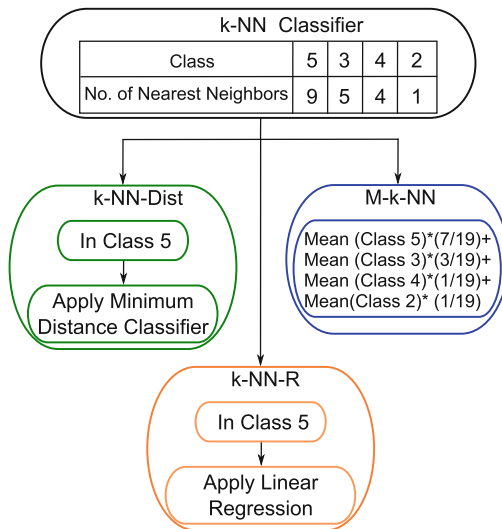 k-NN Classifier
Class 5 3 4 2
No. of Nearest Neighbors 9 5 4 1
k-NN-Dist
In Class 5
Apply Minimum
Distance Classifier
M-k-NN
Mean (Class 5)*(7/19)+
Mean (Class 3)*(3/19)+
Mean (Class 4)*(1/19)+
Mean(Class 2)* (1/19)
k-NN-R
In Class 5
Apply Linear
Regression